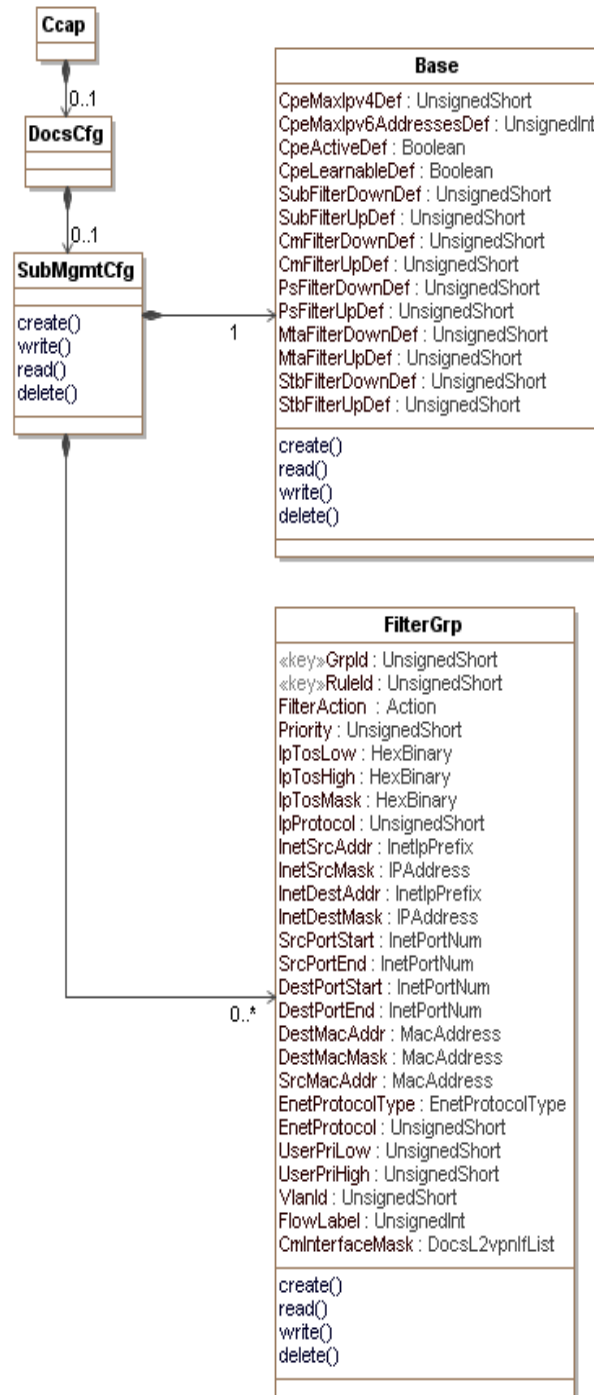 Ccap
0..1
DocsCfg
0..1
SubMgmtCfg
create()
write()
read()
delete()
1
Base
CpeMaxIpv4Def : UnsignedShort
CpeMaxIpv6AddressesDef : UnsignedInt
CpeActiveDef : Boolean
CpeLearnableDef : Boolean
SubFilterDownDef : UnsignedShort
SubFilterUpDef : UnsignedShort
CmFilterDownDef : UnsignedShort
CmFilterUpDef : UnsignedShort
PsFilterDownDef : UnsignedShort
PsFilterUpDef : UnsignedShort
MtaFilterDownDef : UnsignedShort
MtaFilterUpDef : UnsignedShort
StbFilterDownDef : UnsignedShort
StbFilterUpDef : UnsignedShort
create()
read()
write()
delete()
0..*
FilterGrp
«key»GrpId : UnsignedShort
«key»RuleId : UnsignedShort
FilterAction : Action
Priority : UnsignedShort
IpTosLow : HexBinary
IpTosHigh : HexBinary
IpTosMask : HexBinary
IpProtocol : UnsignedShort
InetSrcAddr : InetIpPrefix
InetSrcMask : IPAddress
InetDestAddr : InetIpPrefix
InetDestMask : IPAddress
SrcPortStart : InetPortNum
SrcPortEnd : InetPortNum
DestPortStart : InetPortNum
DestPortEnd : InetPortNum
DestMacAddr : MacAddress
DestMacMask : MacAddress
SrcMacAddr : MacAddress
EnetProtocolType : EnetProtocolType
EnetProtocol : UnsignedShort
UserPriLow : UnsignedShort
UserPriHigh : UnsignedShort
VlanId : UnsignedShort
FlowLabel : UnsignedInt
CmInterfaceMask : DocsL2vpnIfList
create()
read()
write()
delete()